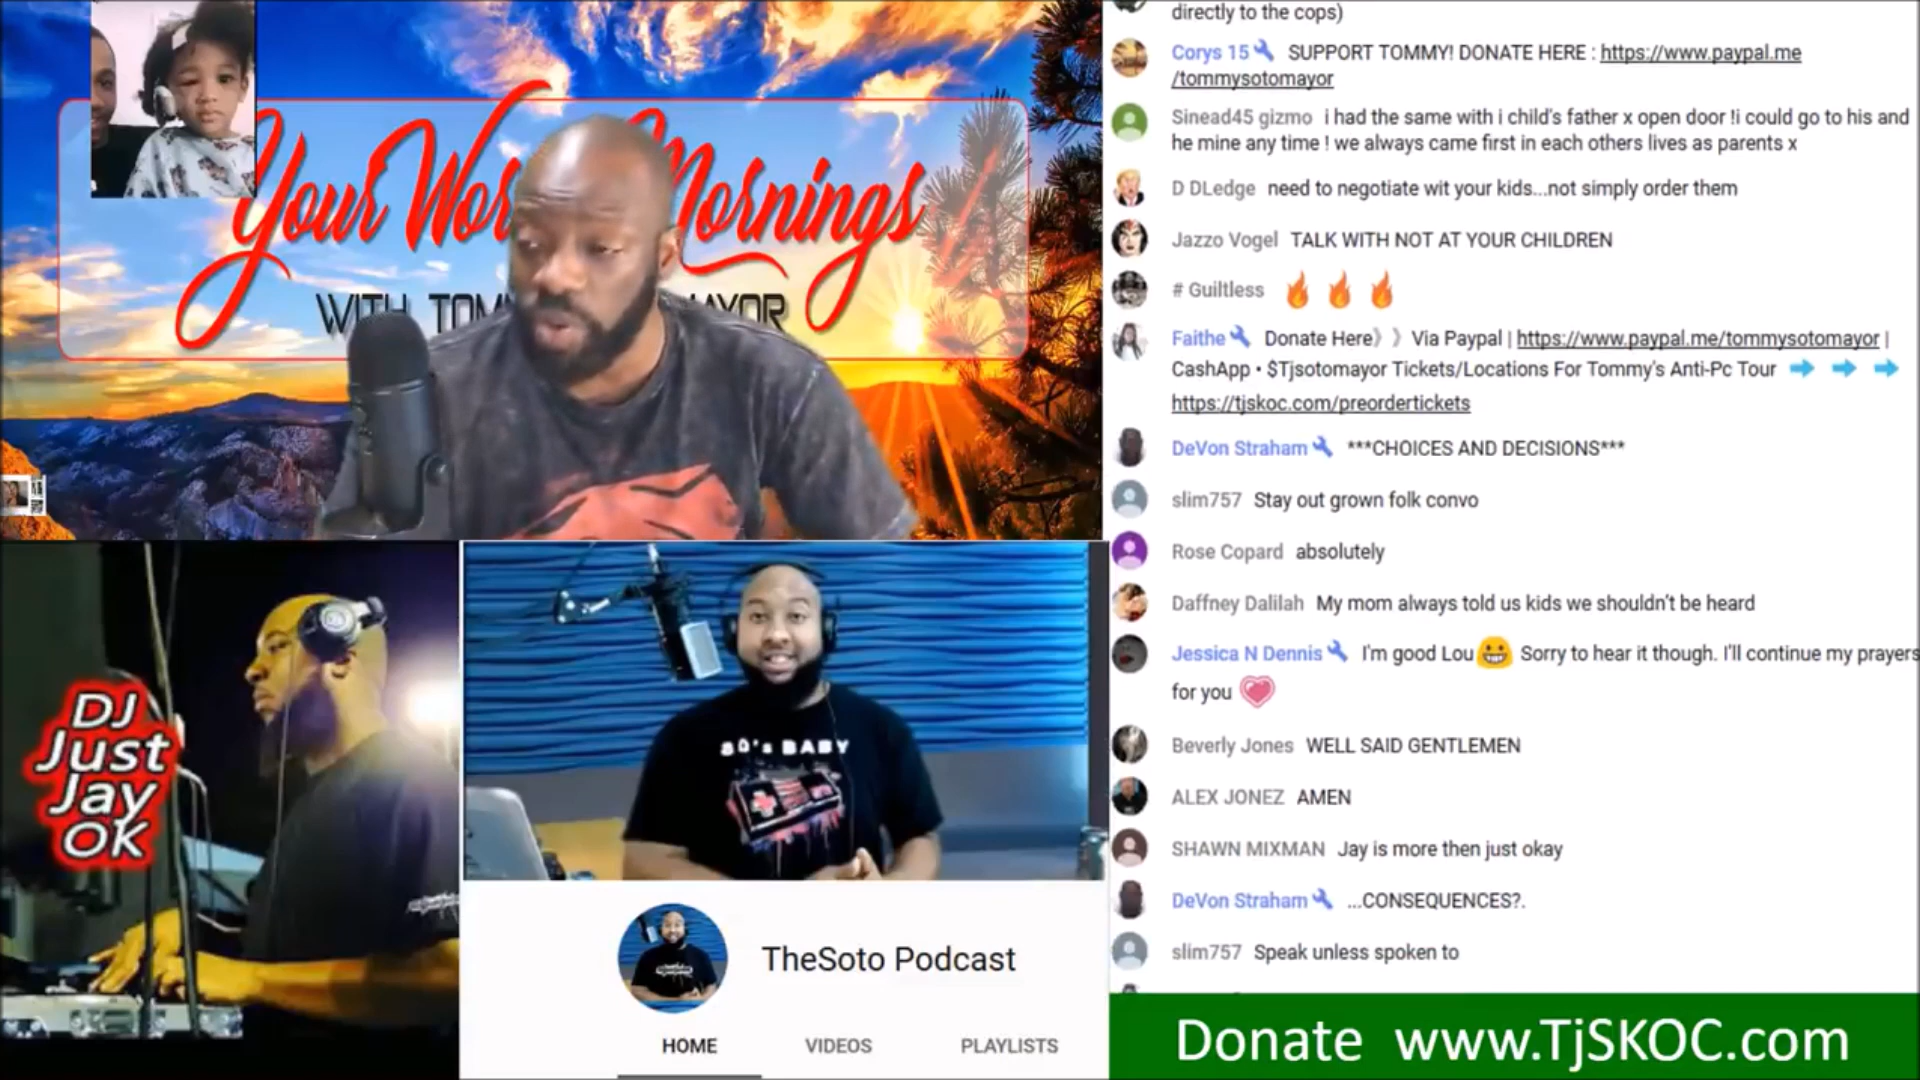 Your Wor Mornings
WITH TOM MAYOR
DJ
Just
Jay
OK
80's BABY
TheSoto Podcast
HOME VIDEOS PLAYLISTS
directly to the cops)
Corys 15 SUPPORT TOMMY! DONATE HERE : https://www.paypal.me
/tommysotomayor
Sinead45 gizmo i had the same with i child's father x open door !i could go to his and
he mine any time ! we always came first in each others lives as parents x
D DLedge need to negotiate wit your kids...not simply order them
Jazzo Vogel TALK WITH NOT AT YOUR CHILDREN
# Guiltless 🔥 🔥 🔥
Faithe Donate Here》 》 Via Paypal | https://www.paypal.me/tommysotomayor |
CashApp • $Tjsotomayor Tickets/Locations For Tommy's Anti-Pc Tour ➡ ➡ ➡
https://tjskoc.com/preordertickets
DeVon Straham ***CHOICES AND DECISIONS***
slim757 Stay out grown folk convo
Rose Copard absolutely
Daffney Dalilah My mom always told us kids we shouldn't be heard
Jessica N Dennis I'm good Lou😀 Sorry to hear it though. I'll continue my prayers
for you 💗
Beverly Jones WELL SAID GENTLEMEN
ALEX JONEZ AMEN
SHAWN MIXMAN Jay is more then just okay
DeVon Straham ...CONSEQUENCES?.
slim757 Speak unless spoken to
Donate www.TjSKOC.com